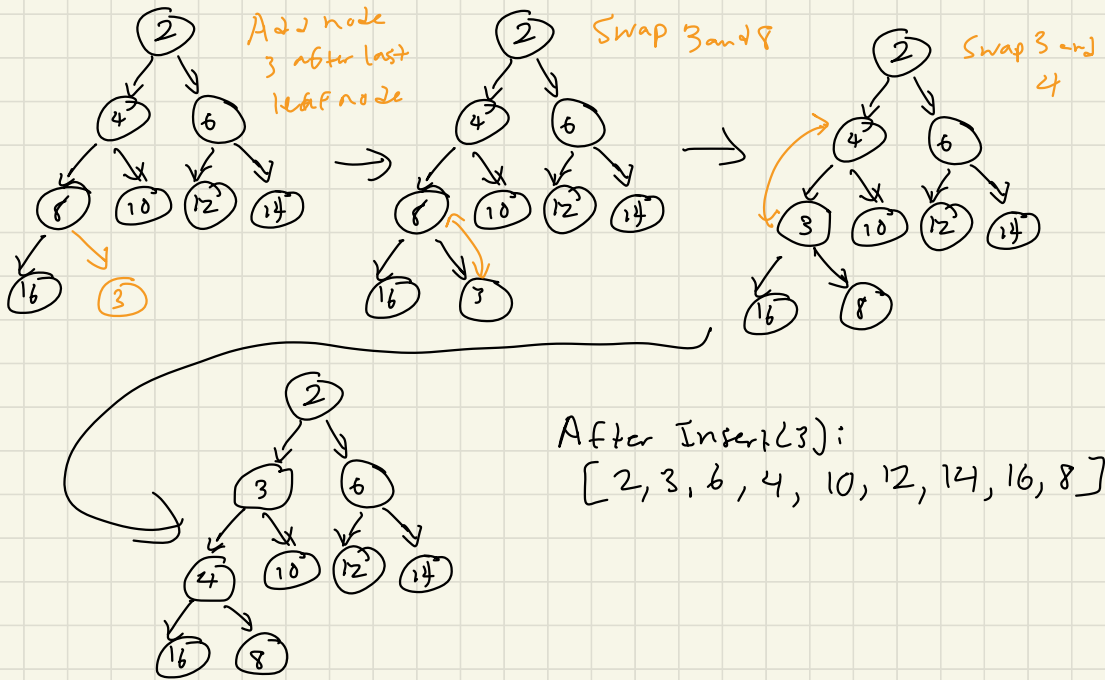 Add node
3 after last
leaf node
2
4 6
8 10 12 14
16 3
Swap 3 and 8
2
4 6
8 10 12 14
16 3
Swap 3 and
4
2
4 6
3 10 12 14
16 8
2
3 6
4 10 12 14
16 8
After Insert(3):
[2, 3, 6, 4, 10, 12, 14, 16, 8]